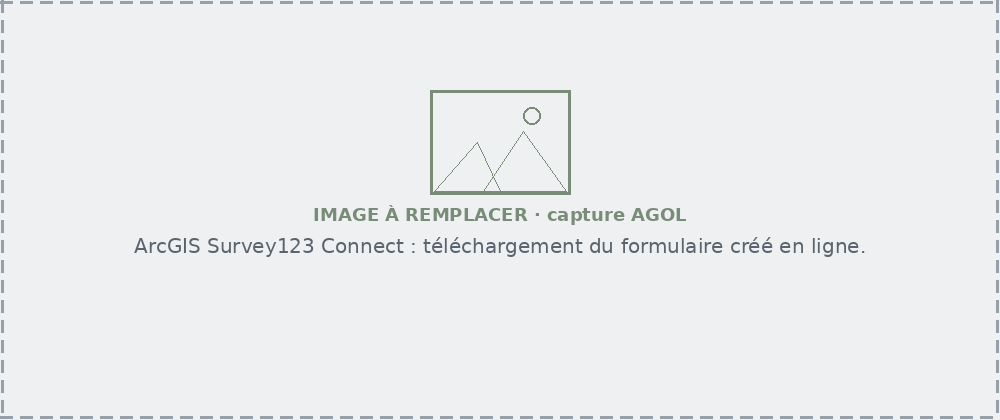 IMAGE À REMPLACER · capture AGOL
ArcGIS Survey123 Connect : téléchargement du formulaire créé en ligne.